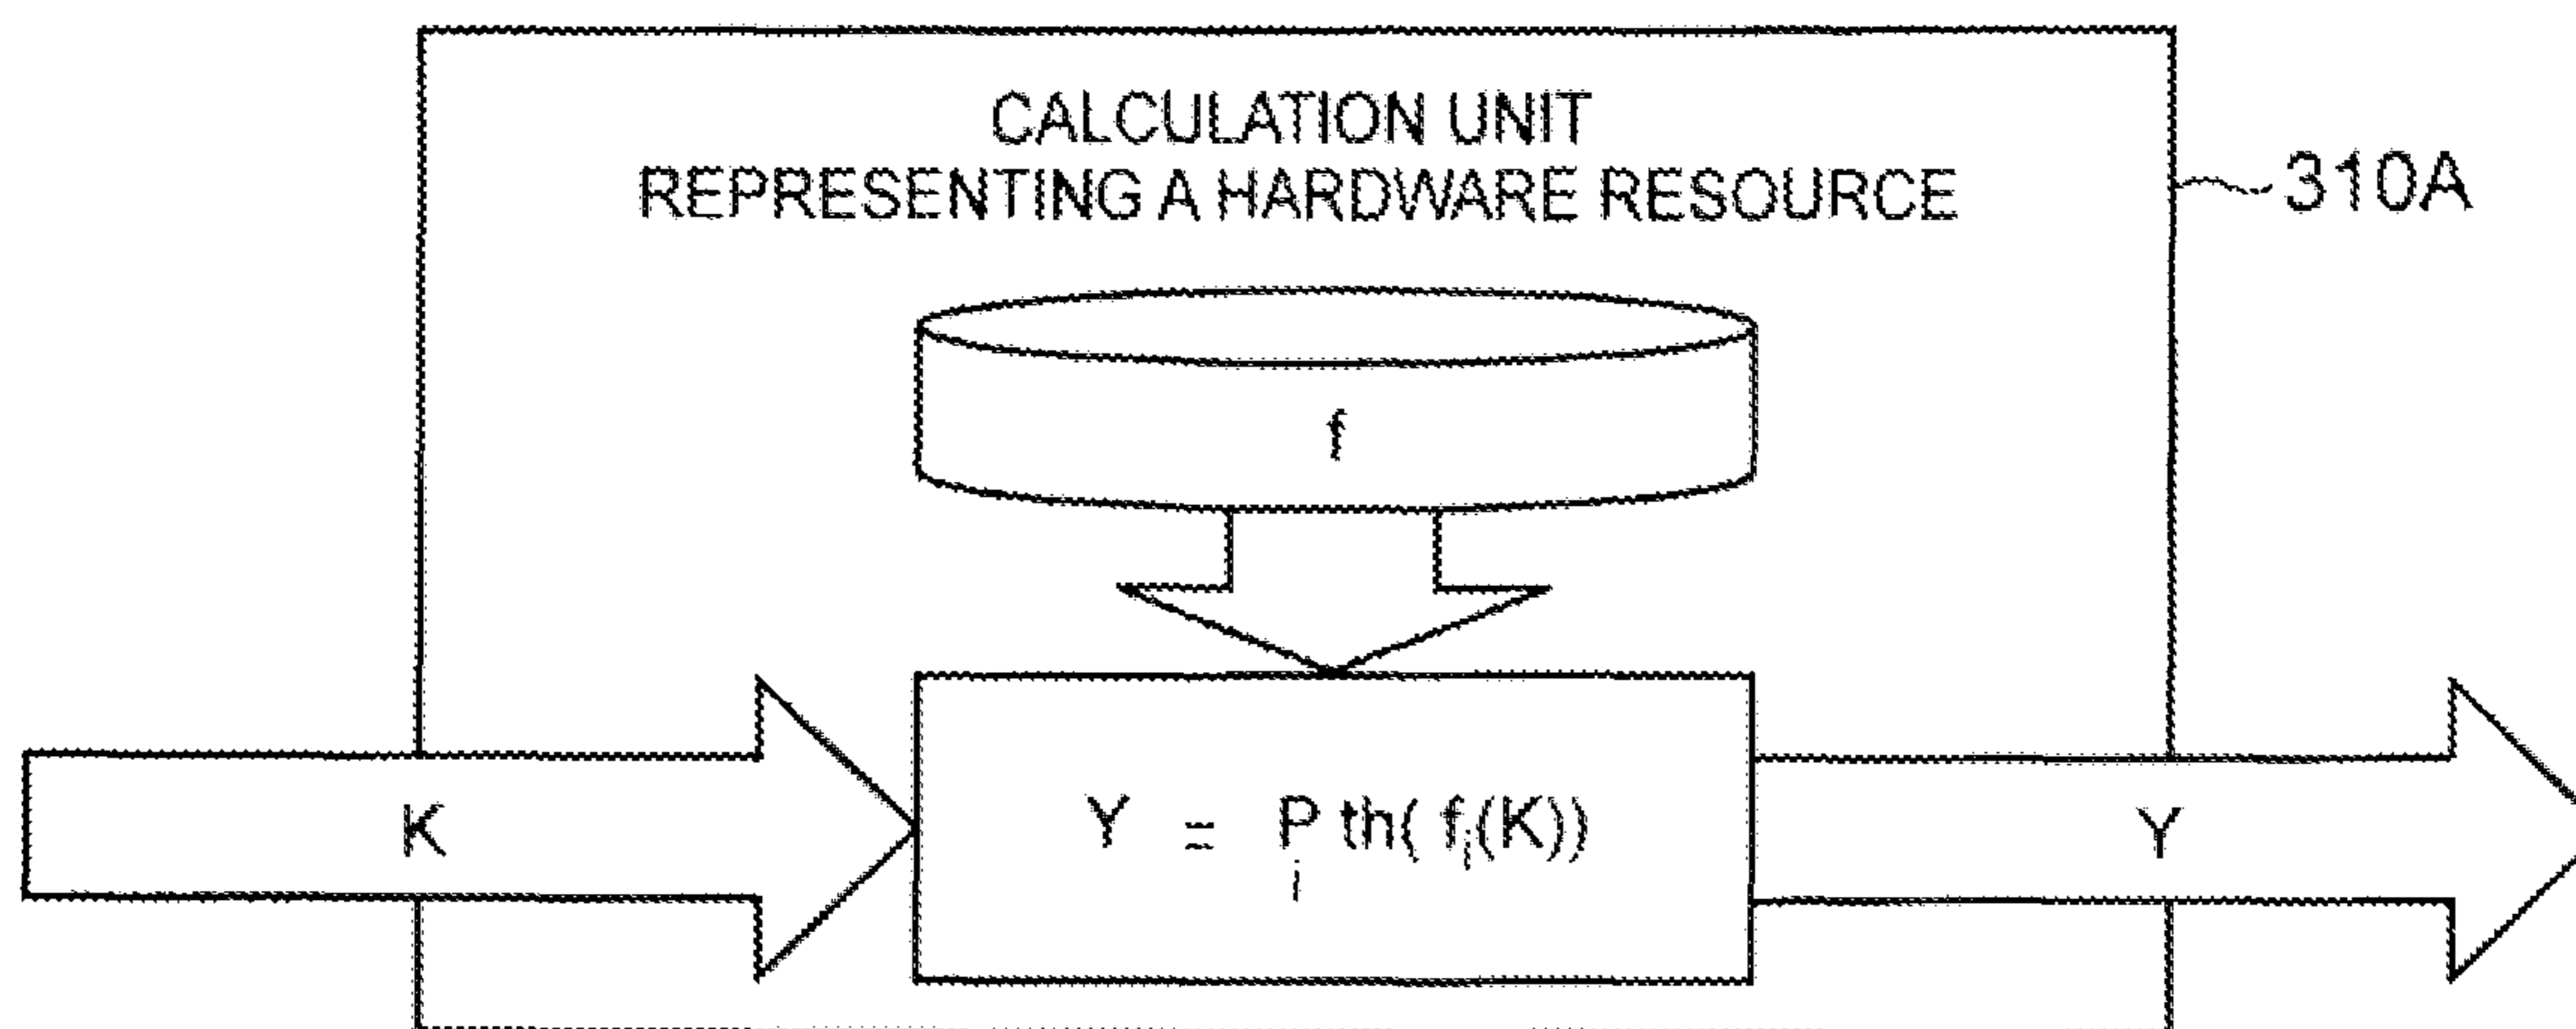 CALCULATION UNIT
REPRESENTING A HARDWARE RESOURCE
310A
f
K
Y = P th( fi(K))
i
Y